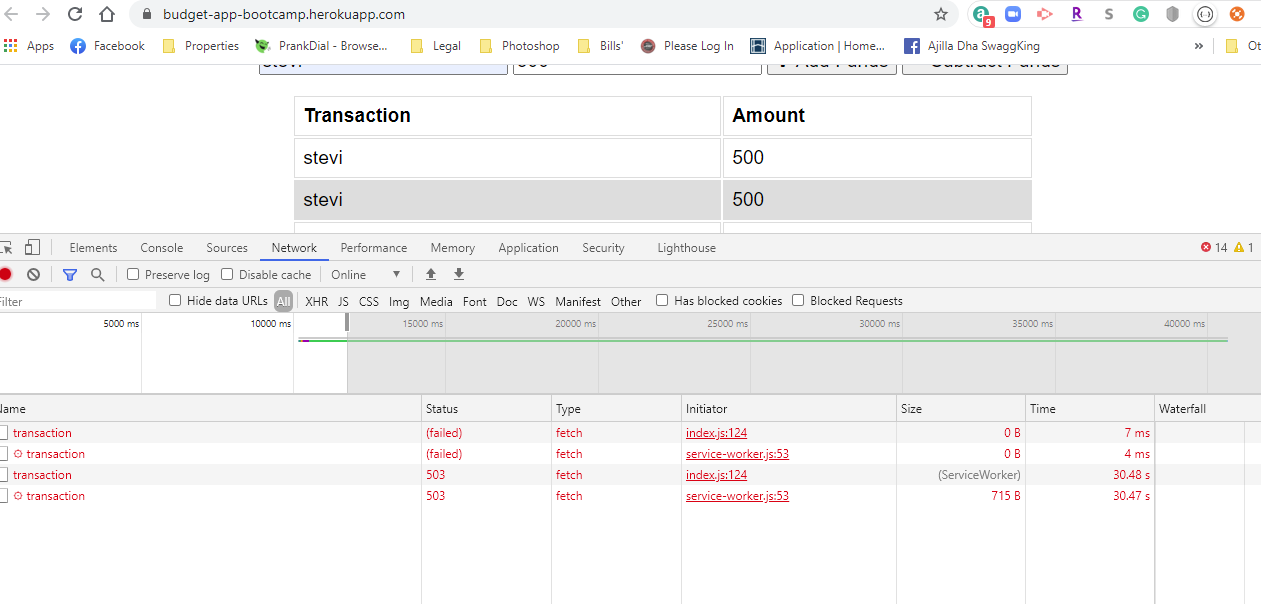 budget-app-bootcamp.herokuapp.com
9
R
S
G
Apps Facebook Properties PrankDial - Browse... Legal Photoshop Bills' Please Log In Application | Home... Ajilla Dha SwaggKing » Ot
stevi 500 Add Funds Subtract Funds
Transaction Amount
stevi 500
stevi 500
Elements Console Sources Network Performance Memory Application Security Lighthouse 14 1
Preserve log Disable cache Online ▼
Filter Hide data URLs All XHR JS CSS Img Media Font Doc WS Manifest Other Has blocked cookies Blocked Requests
5000 ms 10000 ms 15000 ms 20000 ms 25000 ms 30000 ms 35000 ms 40000 ms
Name Status Type Initiator Size Time Waterfall
transaction (failed) fetch index.js:124 0 B 7 ms
transaction (failed) fetch service-worker.js:53 0 B 4 ms
transaction 503 fetch index.js:124 (ServiceWorker) 30.48 s
transaction 503 fetch service-worker.js:53 715 B 30.47 s